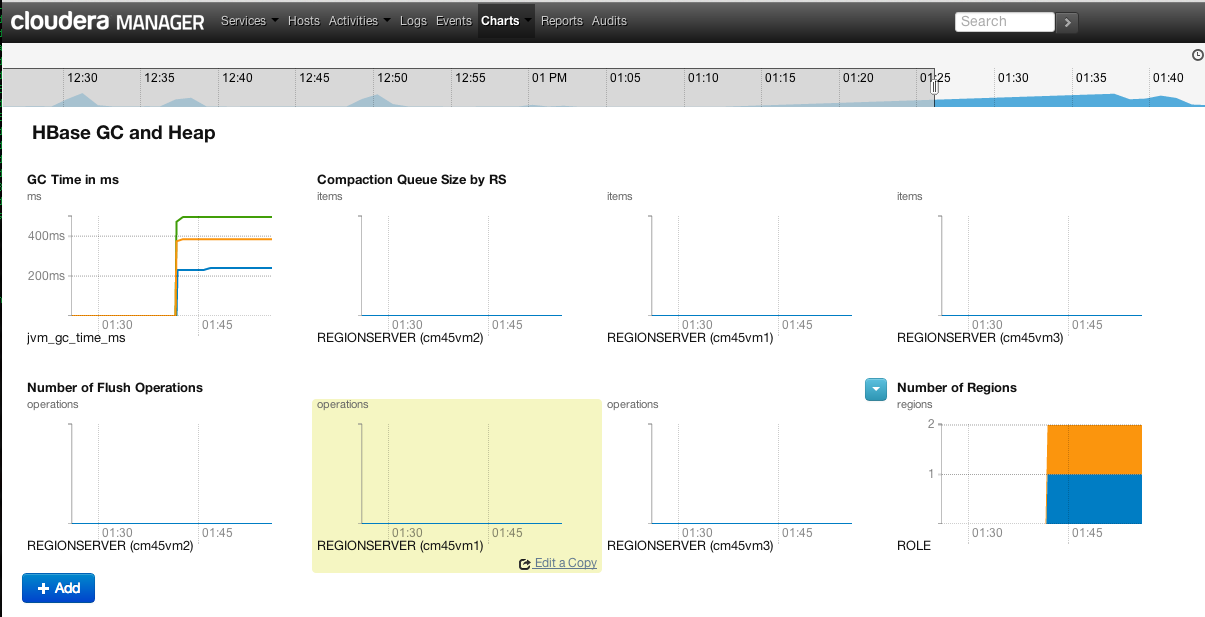 cloudera MANAGER Services Hosts Activities Logs Events Charts Reports Audits Search
12:30 12:35 12:40 12:45 12:50 12:55 01 PM 01:05 01:10 01:15 01:20 01:25 01:30 01:35 01:40
HBase GC and Heap
GC Time in ms
ms
400ms
200ms
01:30 01:45
jvm_gc_time_ms
Compaction Queue Size by RS
items
01:30 01:45
REGIONSERVER (cm45vm2)
items
01:30 01:45
REGIONSERVER (cm45vm1)
items
01:30 01:45
REGIONSERVER (cm45vm3)
Number of Flush Operations
operations
01:30 01:45
REGIONSERVER (cm45vm2)
operations
01:30 01:45
REGIONSERVER (cm45vm1)
Edit a Copy
operations
01:30 01:45
REGIONSERVER (cm45vm3)
Number of Regions
regions
2
1
01:30 01:45
ROLE
+ Add